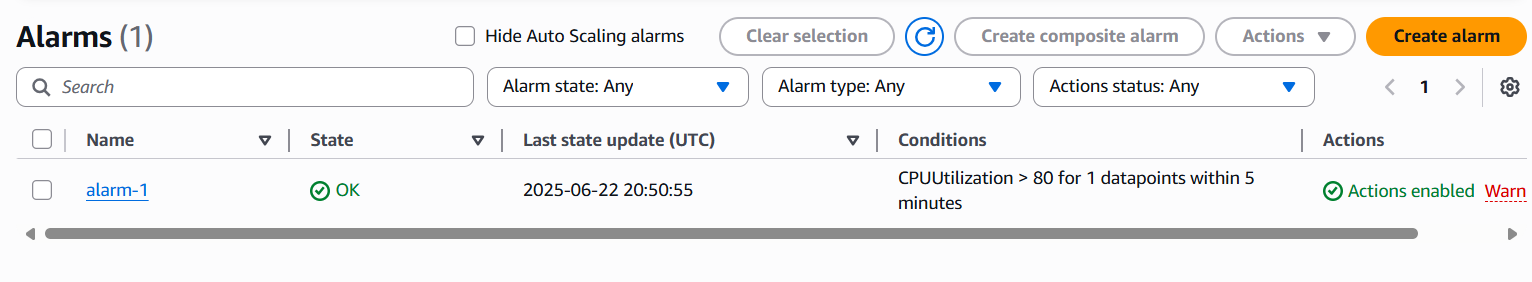 Alarms (1)
Hide Auto Scaling alarms
Clear selection
Create composite alarm
Actions
Create alarm
Search
Alarm state: Any
Alarm type: Any
Actions status: Any
1
Name
State
Last state update (UTC)
Conditions
Actions
alarm-1
OK
2025-06-22 20:50:55
CPUUtilization > 80 for 1 datapoints within 5
minutes
Actions enabled
Warn